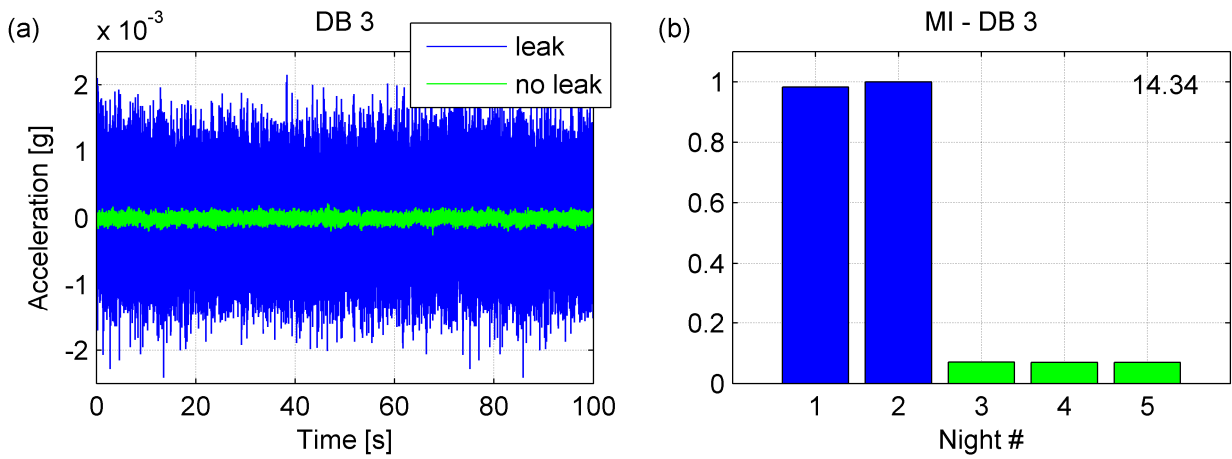 (a)
x 10⁻³
DB 3
leak
no leak
2
1
0
-1
-2
Acceleration [g]
0 20 40 60 80 100
Time [s]
(b)
MI - DB 3
14.34
1
0.8
0.6
0.4
0.2
0
1 2 3 4 5
Night #